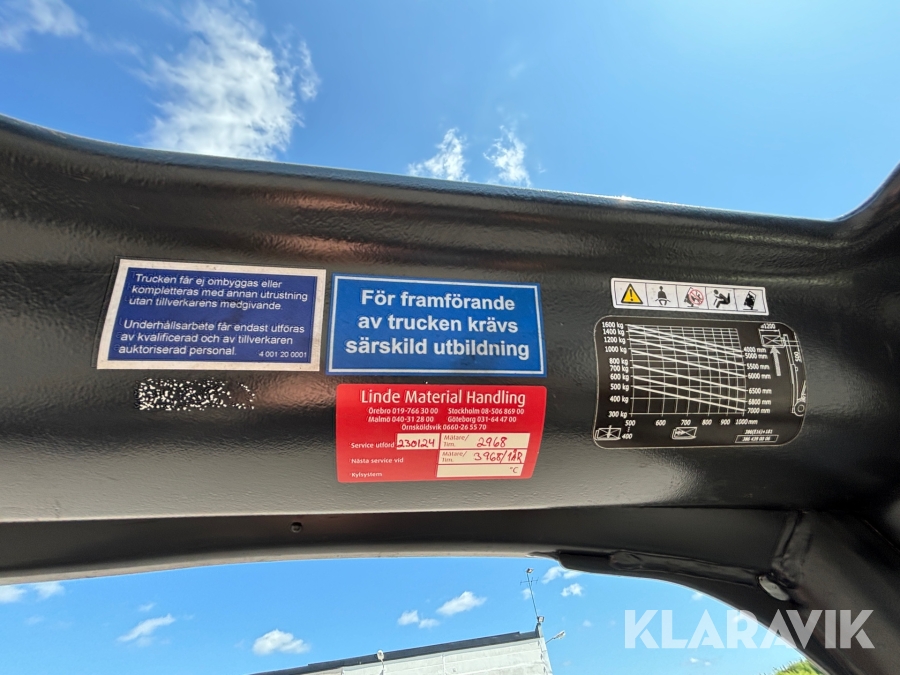 Trucken får ej ombyggas eller
kompletteras med annan utrustning
utan tillverkarens medgivande.
Underhållsarbete får endast utföras
av kvalificerad och av tillverkaren
auktoriserad personal.
4 001 20 0001
För framförande
av trucken krävs
särskild utbildning
Linde Material Handling
Örebro 019-766 30 00 Stockholm 08-506 869 00
Malmö 040-31 28 00 Göteborg 031-64 47 00
Örnsköldsvik 0660-26 55 70
Service utförd 230124 Mätare/Tim. 2968
Nästa service vid Mätare/Tim. 3968/1ÅR
Kylsystem °C
1600 kg
1400 kg
1200 kg
1000 kg
800 kg
600 kg
500 kg
400 kg
300 kg
4000 mm
5000 mm
5500 mm
6000 mm
6500 mm
6800 mm
7000 mm
400 500 600 700 800 900 1000 mm
500
KLARAVIK